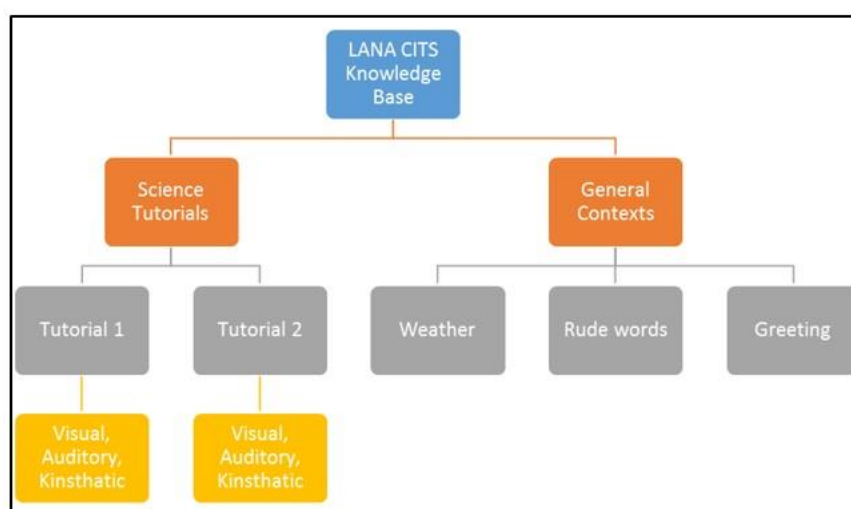 LANA CITS
Knowledge
Base
Science
Tutorials
General
Contexts
Tutorial 1
Tutorial 2
Weather
Rude words
Greeting
Visual,
Auditory,
Kinsthatic
Visual,
Auditory,
Kinsthatic